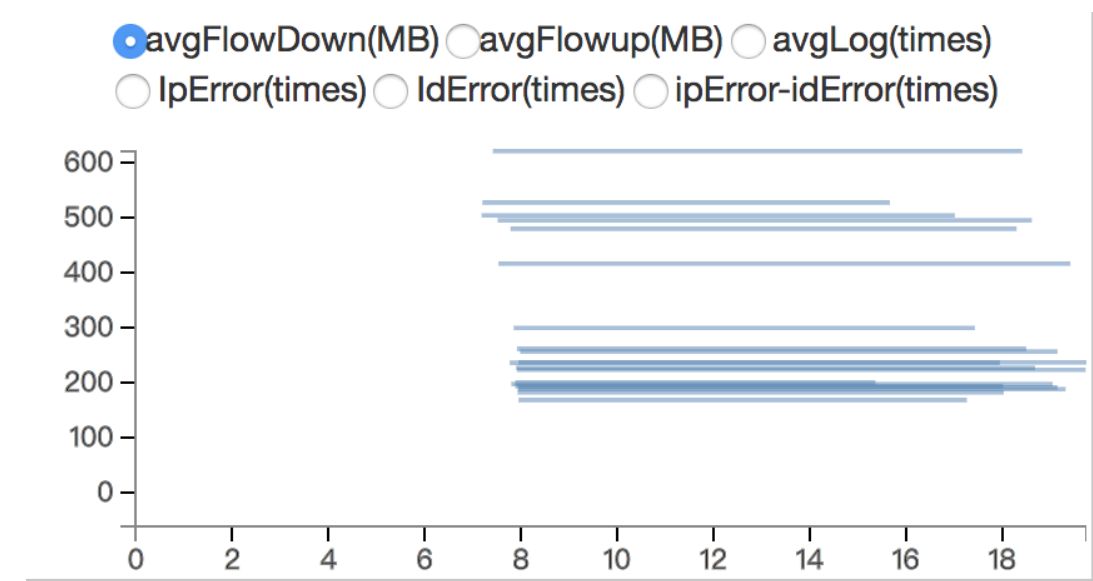 avgFlowDown(MB) avgFlowup(MB) avgLog(times)
IpError(times) IdError(times) ipError-idError(times)
600
500
400
300
200
100
0
0 2 4 6 8 10 12 14 16 18